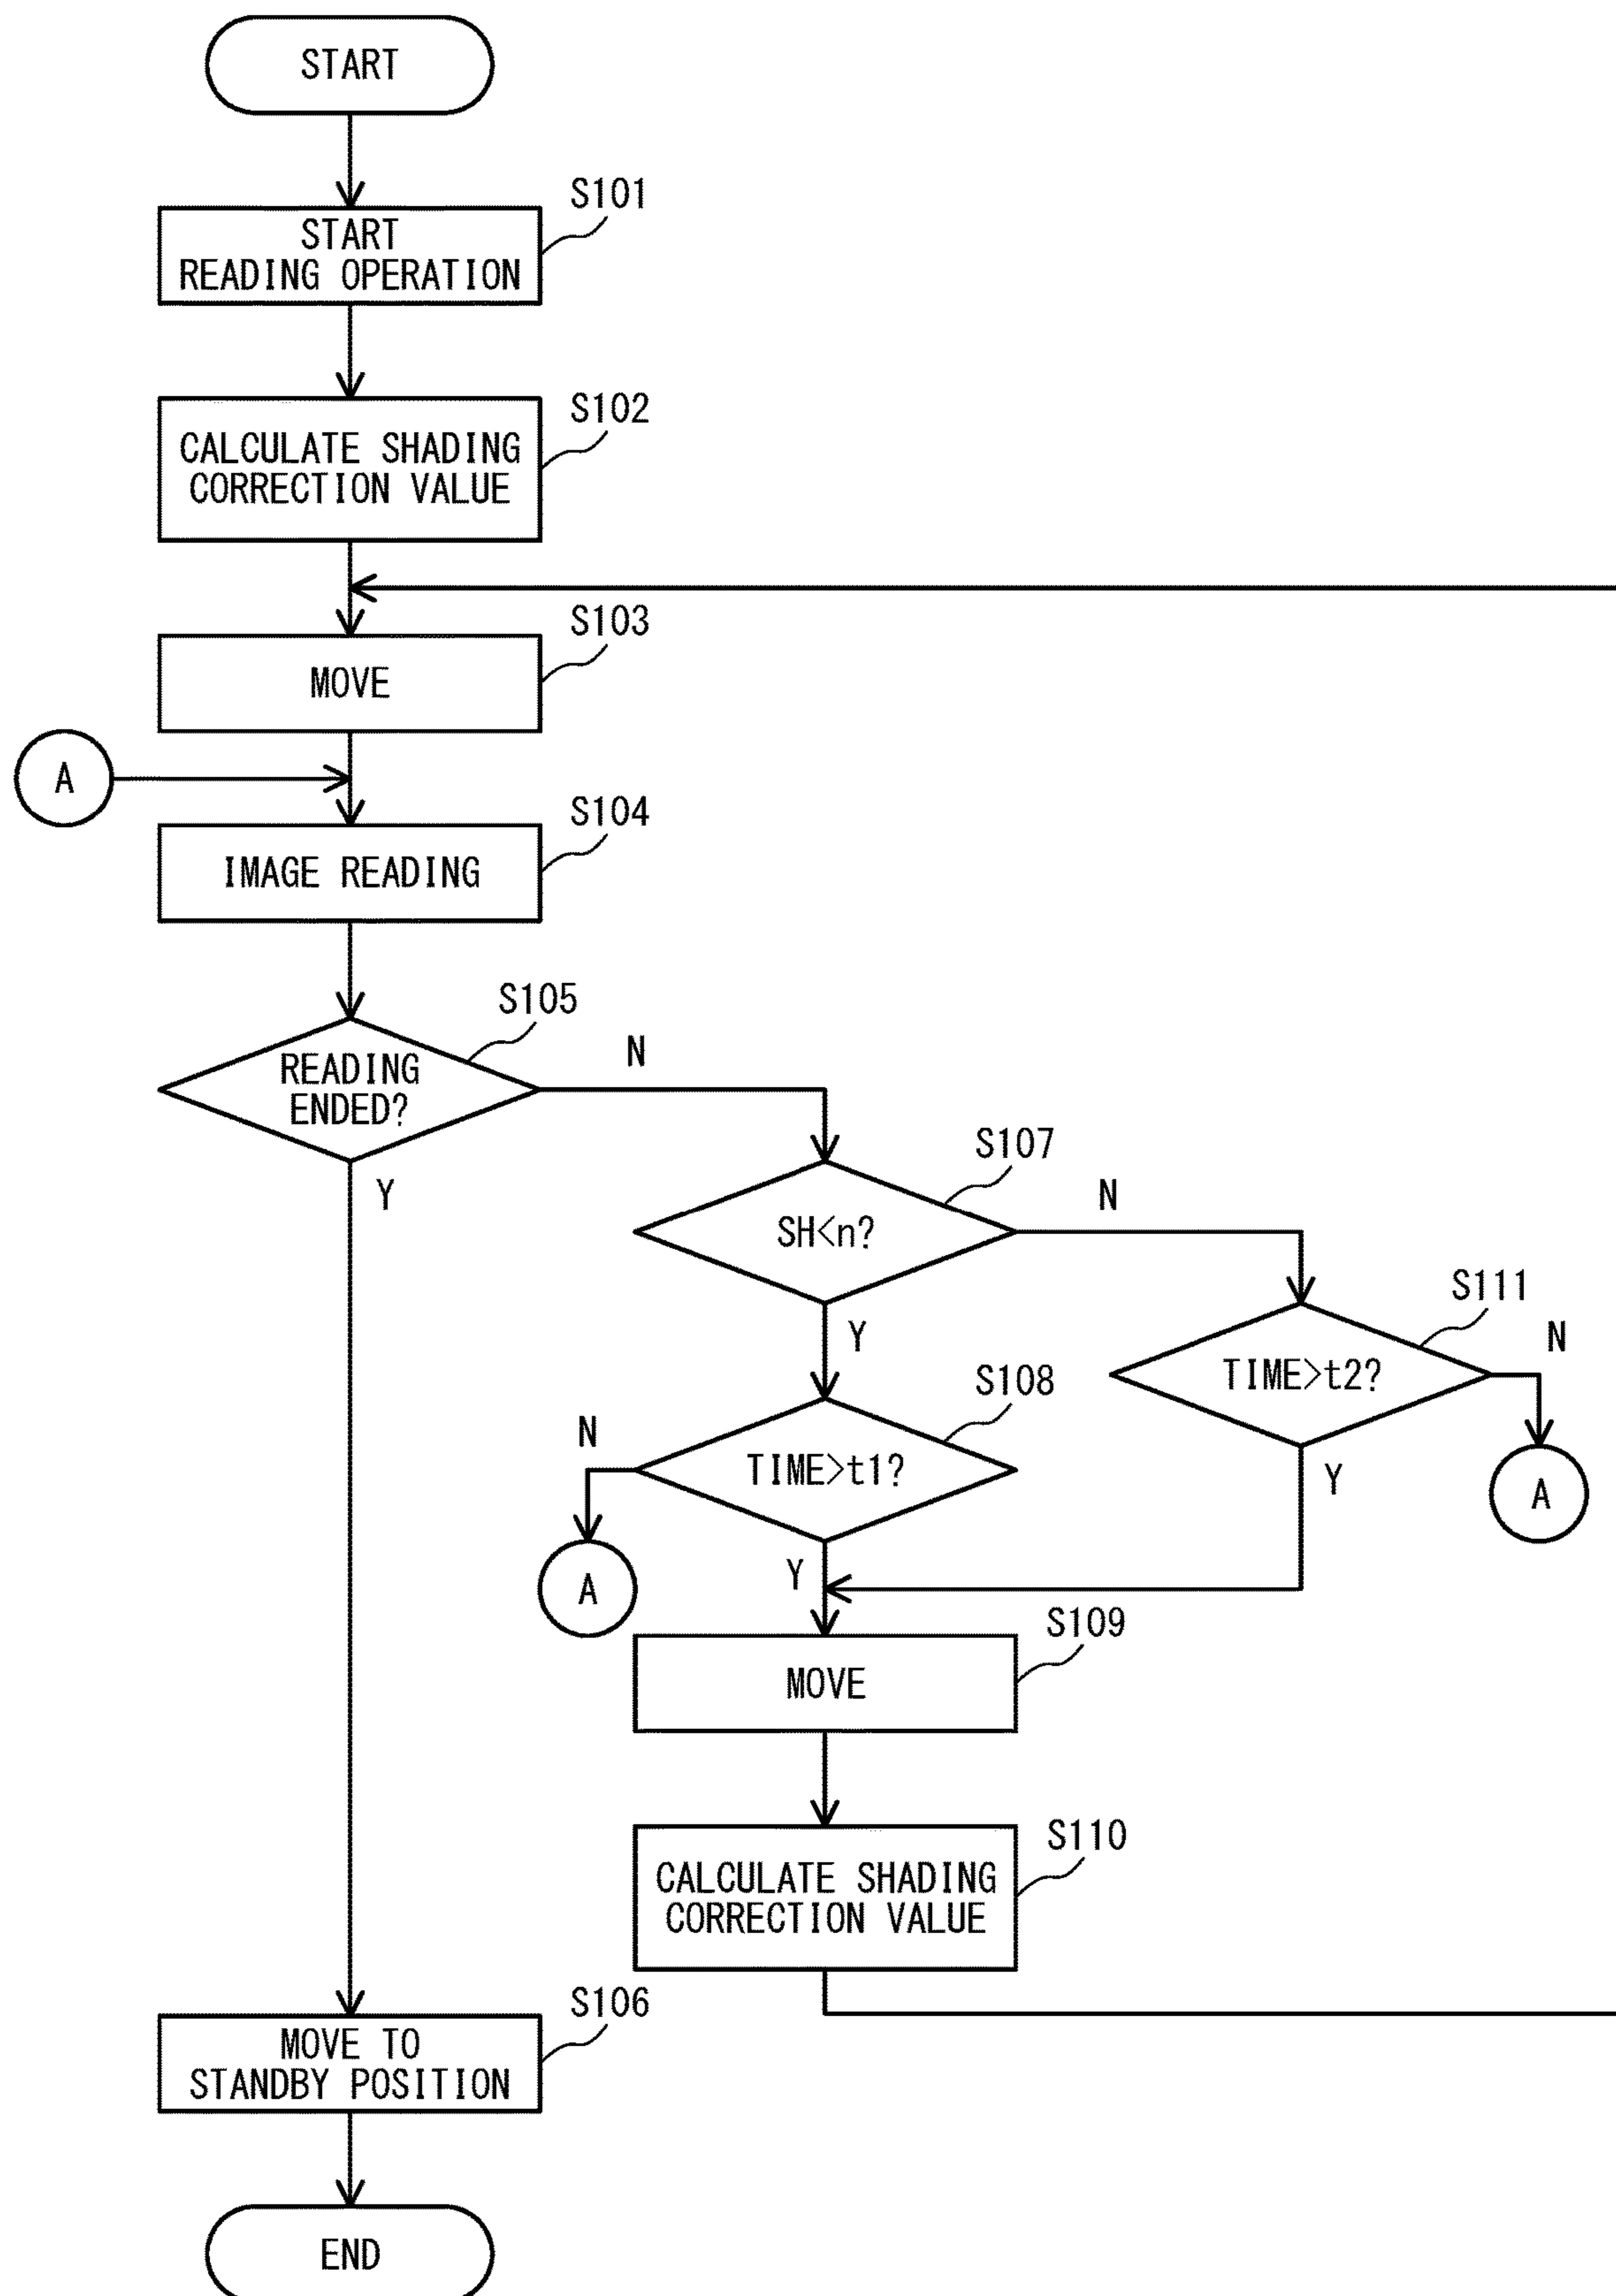 START
S101
START
READING OPERATION
S102
CALCULATE SHADING
CORRECTION VALUE
S103
MOVE
A
S104
IMAGE READING
S105
READING
ENDED?
N
Y
S107
SH<n?
N
Y
S111
TIME>t2?
N
A
Y
S108
TIME>t1?
N
A
Y
S109
MOVE
S110
CALCULATE SHADING
CORRECTION VALUE
S106
MOVE TO
STANDBY POSITION
END